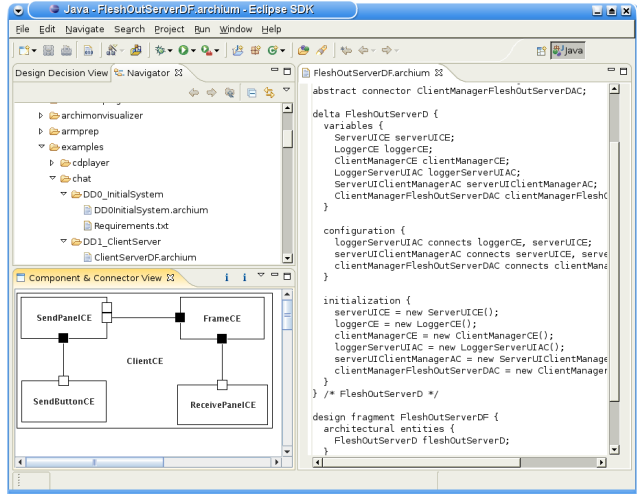 Java - FleshOutServerDF.archium - Eclipse SDK
File Edit Navigate Search Project Run Window Help
Java
Design Decision View Navigator
archimonvisualizer
armprep
examples
cdplayer
chat
DD0_InitialSystem
DD0InitialSystem.archium
Requirements.txt
DD1_ClientServer
ClientServerDF.archium
Component & Connector View
SendPanelCE
FrameCE
ClientCE
SendButtonCE
ReceivePanelCE
FleshOutServerDF.archium
abstract connector ClientManagerFleshOutServerDAC;
delta FleshOutServerD {
variables {
ServerUICE serverUICE;
LoggerCE loggerCE;
ClientManagerCE clientManagerCE;
LoggerServerUIAC loggerServerUIAC;
ServerUIClientManagerAC serverUIClientManagerAC;
ClientManagerFleshOutServerDAC clientManagerFleshO
}
configuration {
loggerServerUIAC connects loggerCE, serverUICE;
serverUIClientManagerAC connects serverUICE, serve
clientManagerFleshOutServerDAC connects clientMana
}
initialization {
serverUICE = new ServerUICE();
loggerCE = new LoggerCE();
clientManagerCE = new ClientManagerCE();
loggerServerUIAC = new LoggerServerUIAC();
serverUIClientManagerAC = new ServerUIClientManage
clientManagerFleshOutServerDAC = new ClientManager
}
} /* FleshOutServerD */
design fragment FleshOutServerDF {
architectural entities {
FleshOutServerD fleshOutServerD;
}